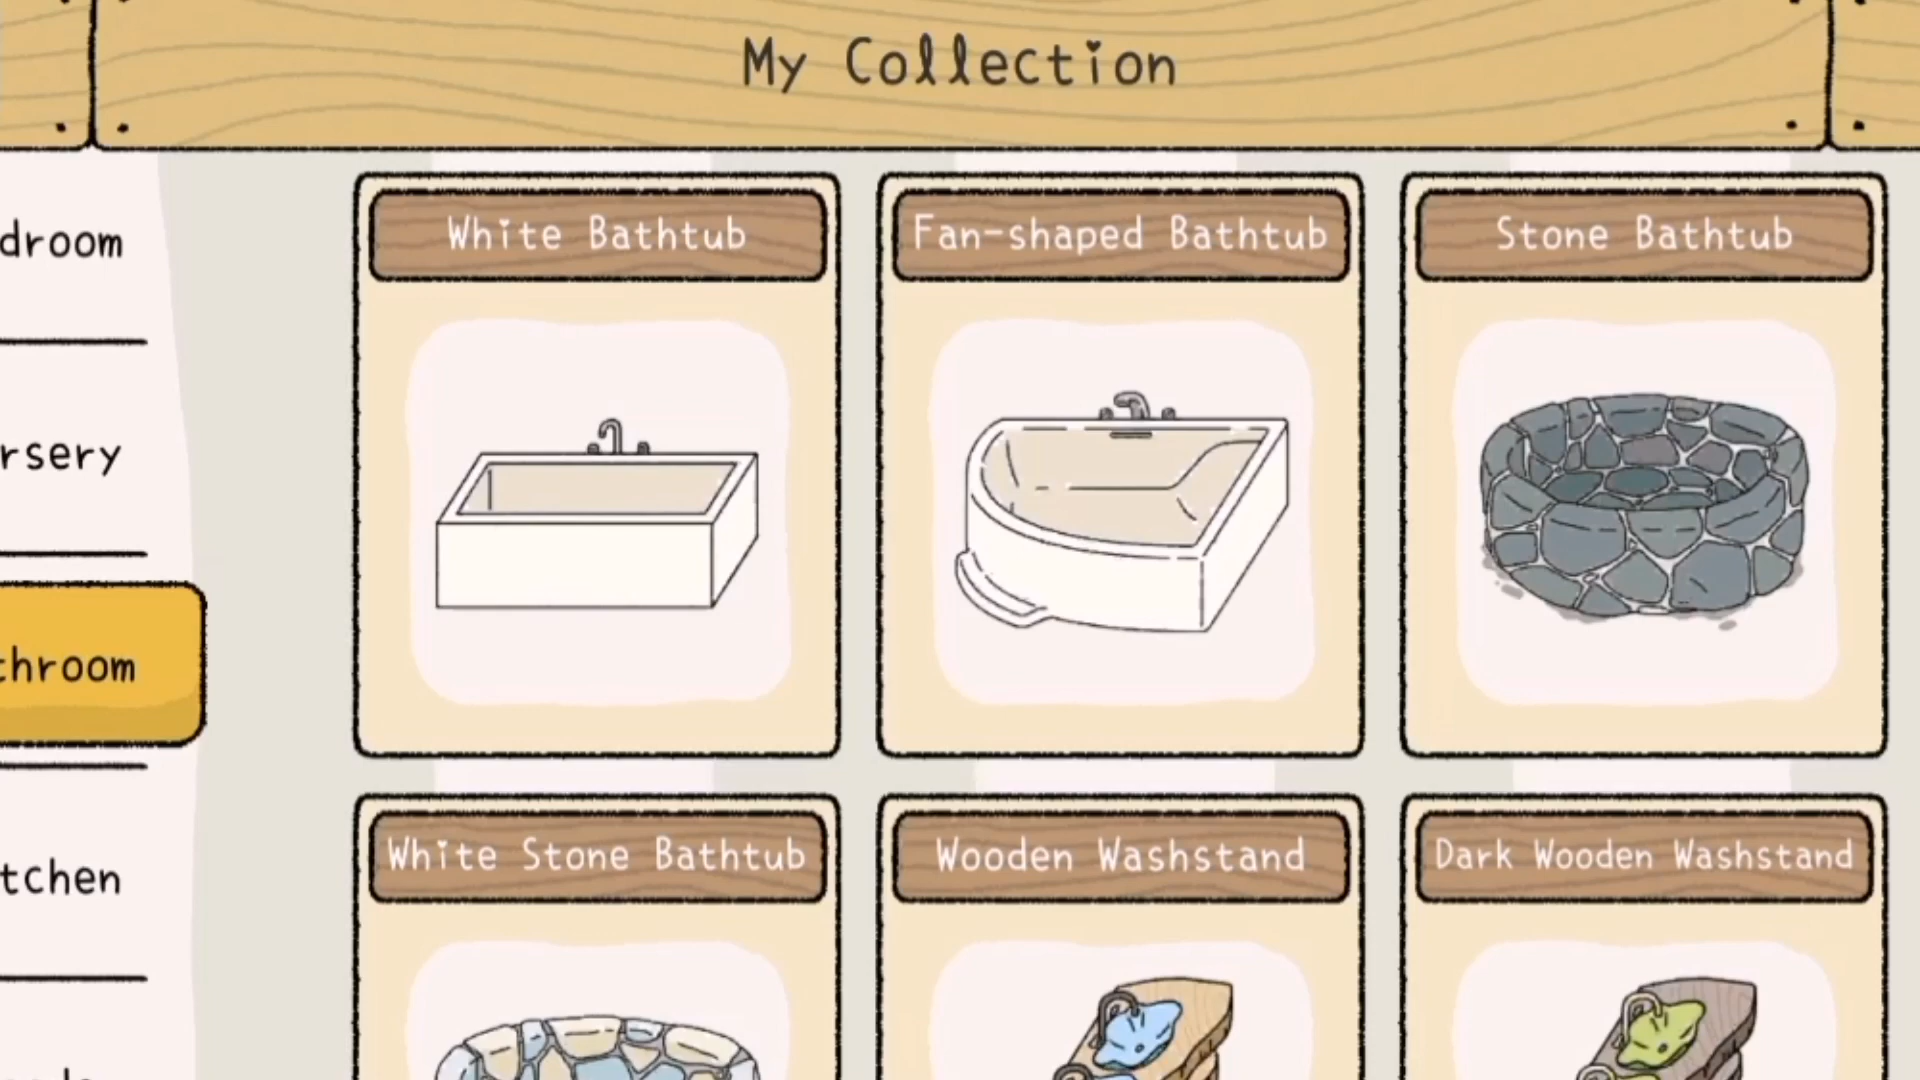 My Collection
droom
rsery
throom
tchen
White Bathtub
Fan-shaped Bathtub
Stone Bathtub
White Stone Bathtub
Wooden Washstand
Dark Wooden Washstand